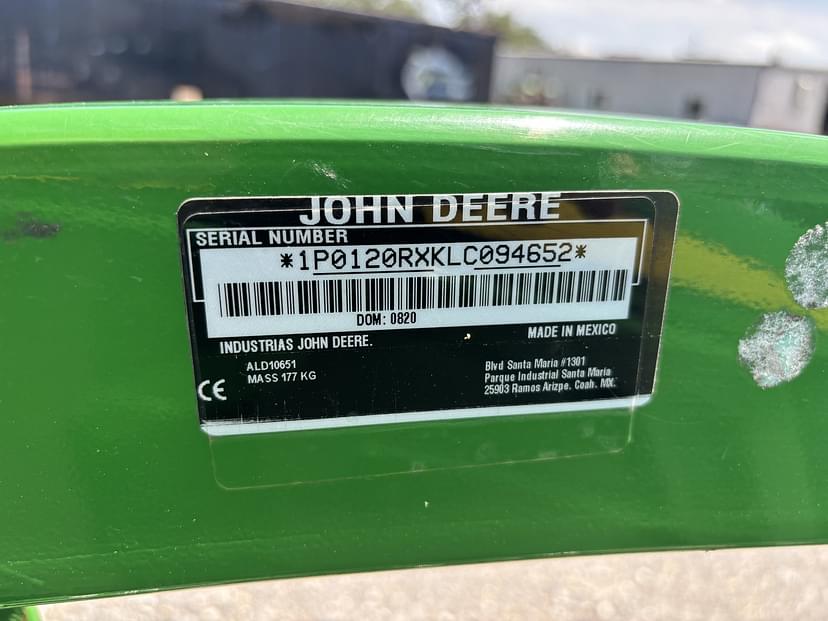 JOHN DEERE
SERIAL NUMBER
*1P0120RXKLC094652*
DOM: 0820
INDUSTRIAS JOHN DEERE.
MADE IN MEXICO
ALD10651
MASS 177 KG
CE
Blvd Santa Maria #1301
Parque Industrial Santa Maria
25903 Ramos Arizpe. Coah. MX.